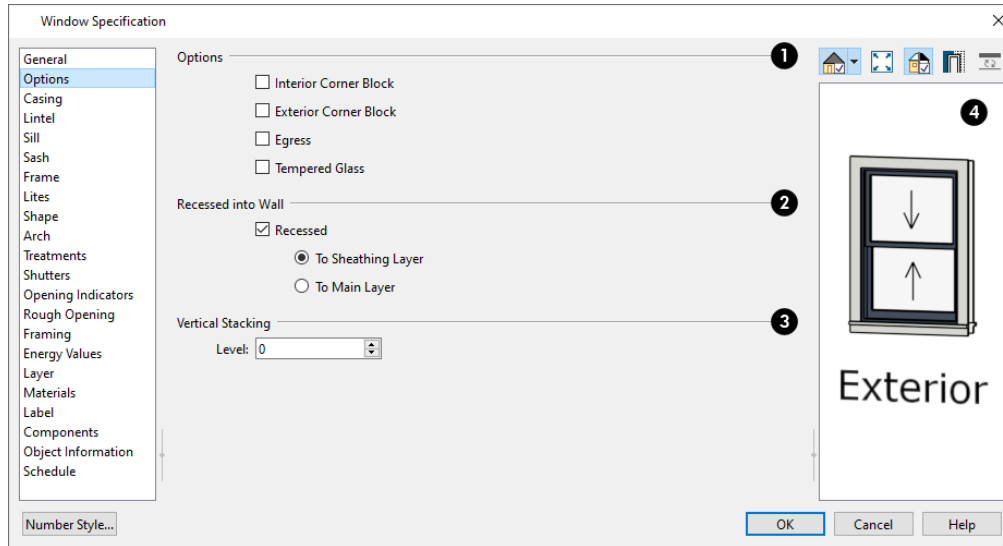 Window Specification
General
Options
Casing
Lintel
Sill
Sash
Frame
Lites
Shape
Arch
Treatments
Shutters
Opening Indicators
Rough Opening
Framing
Energy Values
Layer
Materials
Label
Components
Object Information
Schedule
Options
1
Interior Corner Block
Exterior Corner Block
Egress
Tempered Glass
Recessed into Wall
2
Recessed
To Sheathing Layer
To Main Layer
Vertical Stacking
3
Level: 0
4
Exterior
Number Style...
OK
Cancel
Help